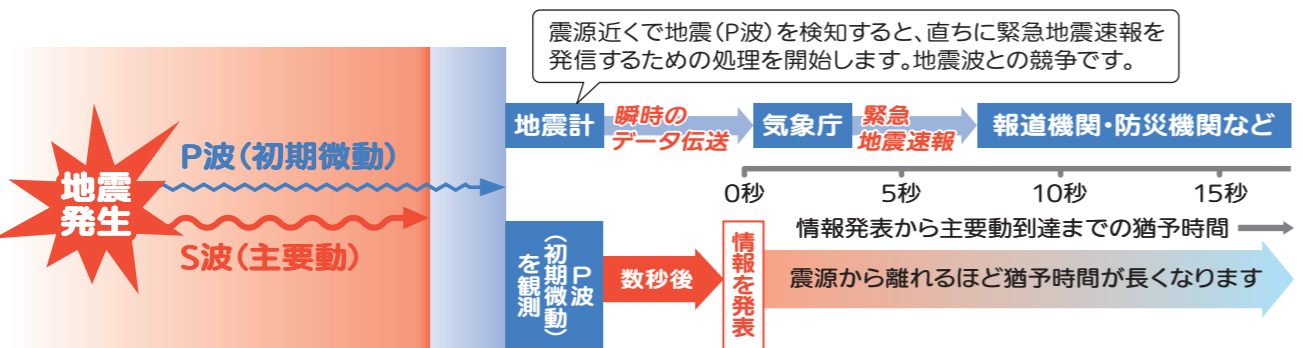 震源近くで地震(P波)を検知すると、直ちに緊急地震速報を
発信するための処理を開始します。地震波との競争です。
地震計
瞬時の
データ伝送
気象庁
緊急
地震速報
報道機関・防災機関など
地震
発生
P波(初期微動)
S波(主要動)
0秒
5秒
10秒
15秒
情報発表から主要動到達までの猶予時間
P波
(初期微動)
を観測
数秒後
情報を発表
震源から離れるほど猶予時間が長くなります